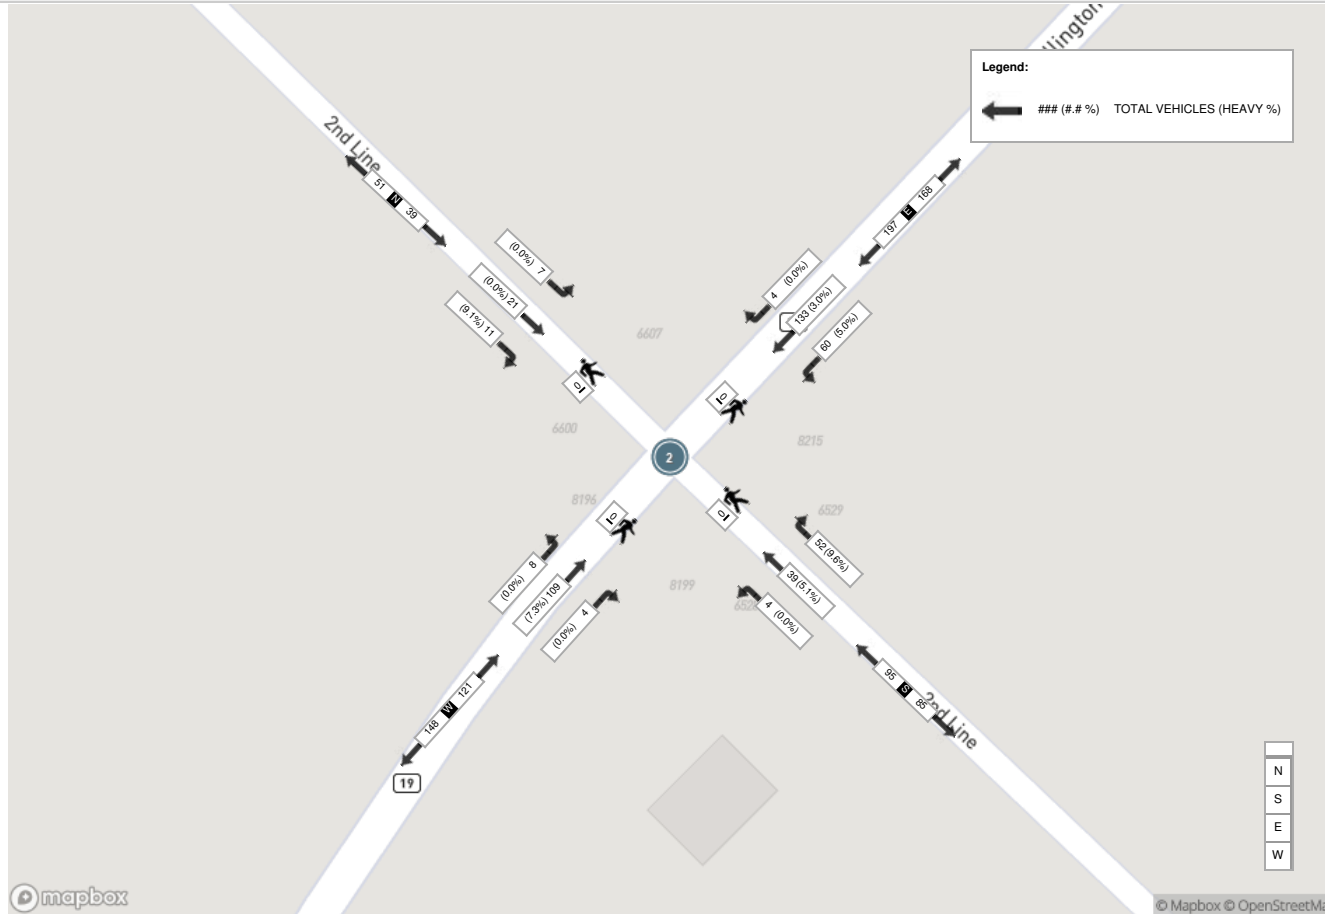 llington
Legend:
### (#.# %) TOTAL VEHICLES (HEAVY %)
2nd Line
51 N 39
197 E 168
(0.0%) 7
(0.0%) 21
(9.1%) 11
4 (0.0%)
133 (3.0%)
60 (5.0%)
6607
0
0
6600
8215
2
8196
6529
0
0
8199
52 (9.6%)
39 (5.1%)
4 (0.0%)
(0.0%) 8
(7.3%) 109
(0.0%) 4
95 S 85
2nd Line
148 W 121
19
N
S
E
W
mapbox
© Mapbox © OpenStreetMa